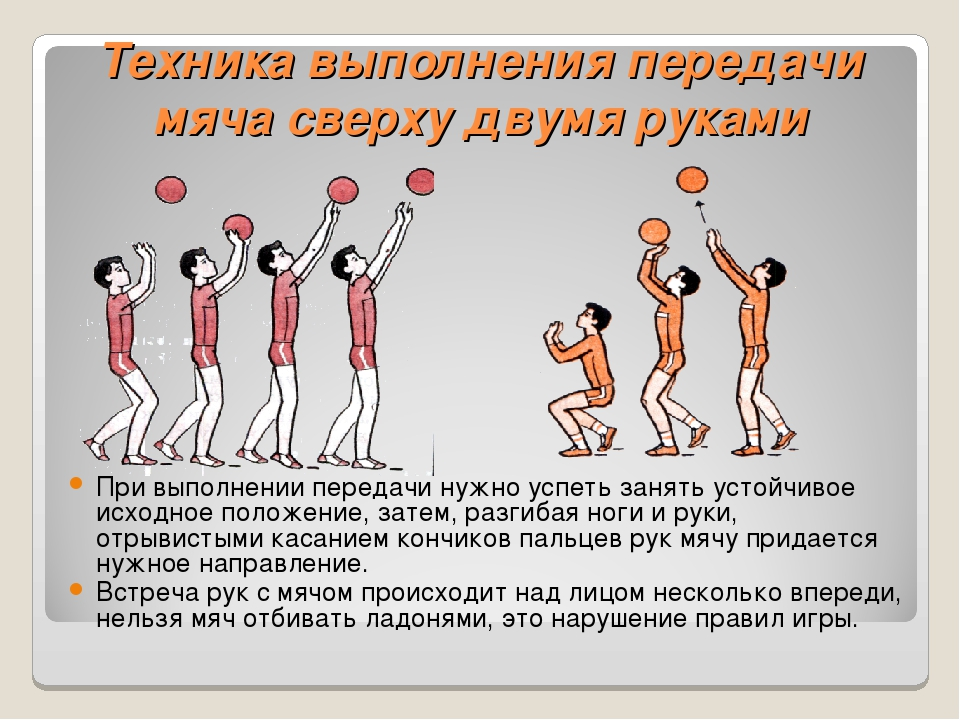 Техника выполнения передачи
мяча сверху двумя руками
При выполнении передачи нужно успеть занять устойчивое
исходное положение, затем, разгибая ноги и руки,
отрывистыми касанием кончиков пальцев рук мячу придается
нужное направление.
Встреча рук с мячом происходит над лицом несколько впереди,
нельзя мяч отбивать ладонями, это нарушение правил игры.